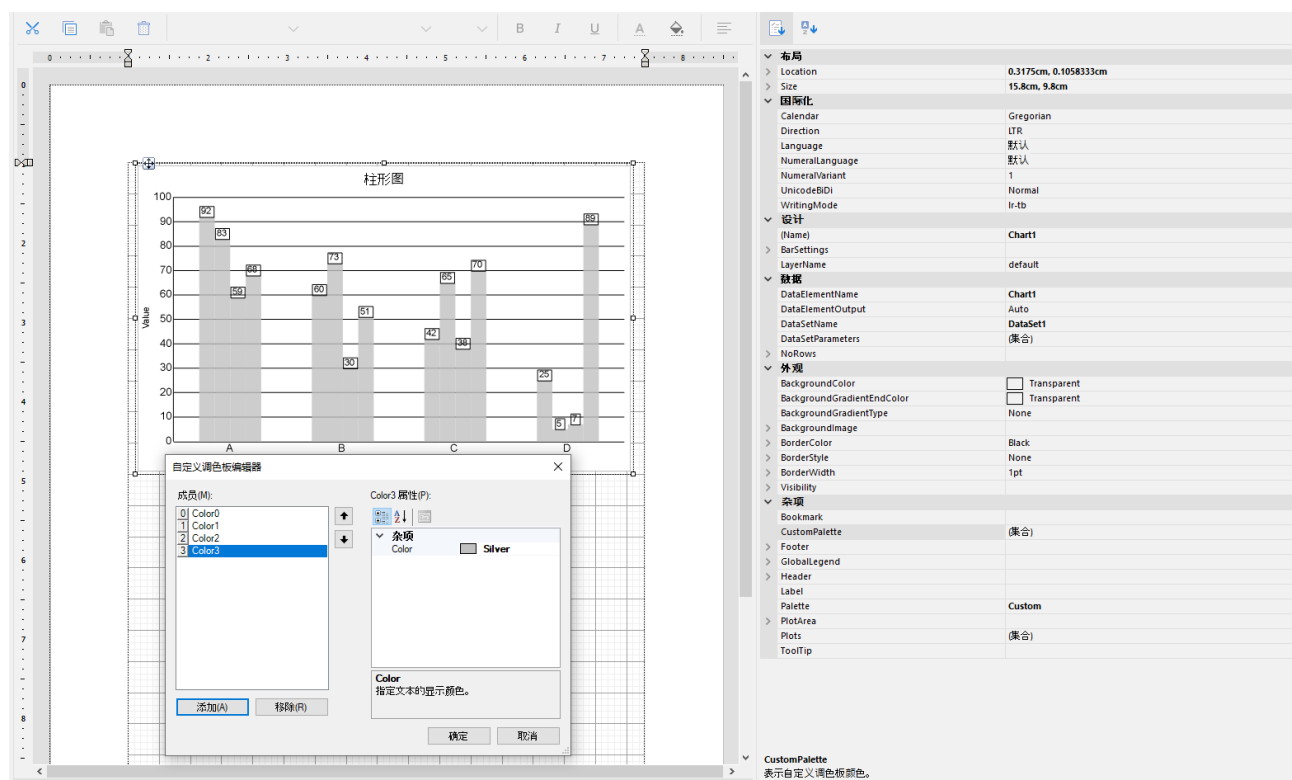 B I U A
0 1 2 3 4 5 6 7 8
0
2
3
4
5
6
7
8
柱形图
Value
100
90
80
70
60
50
40
30
20
10
0
92 83 59 68
60 73 30 51
42 65 38 70
25 5 7 89
A B C D
自定义调色板编辑器
成员(M):
0 Color0
1 Color1
2 Color2
3 Color3
添加(A) 移除(R)
Color3 属性(P):
杂项
Color Silver
Color
指定文本的显示颜色。
确定 取消
布局
Location 0.3175cm, 0.1058333cm
Size 15.8cm, 9.8cm
国际化
Calendar Gregorian
Direction LTR
Language 默认
NumeralLanguage 默认
NumeralVariant 1
UnicodeBiDi Normal
WritingMode lr-tb
设计
(Name) Chart1
BarSettings
LayerName default
数据
DataElementName Chart1
DataElementOutput Auto
DataSetName DataSet1
DataSetParameters (集合)
NoRows
外观
BackgroundColor Transparent
BackgroundGradientEndColor Transparent
BackgroundGradientType None
BackgroundImage
BorderColor Black
BorderStyle None
BorderWidth 1pt
Visibility
杂项
Bookmark
CustomPalette (集合)
Footer
GlobalLegend
Header
Label
Palette Custom
PlotArea
Plots (集合)
ToolTip
CustomPalette
表示自定义调色板颜色。